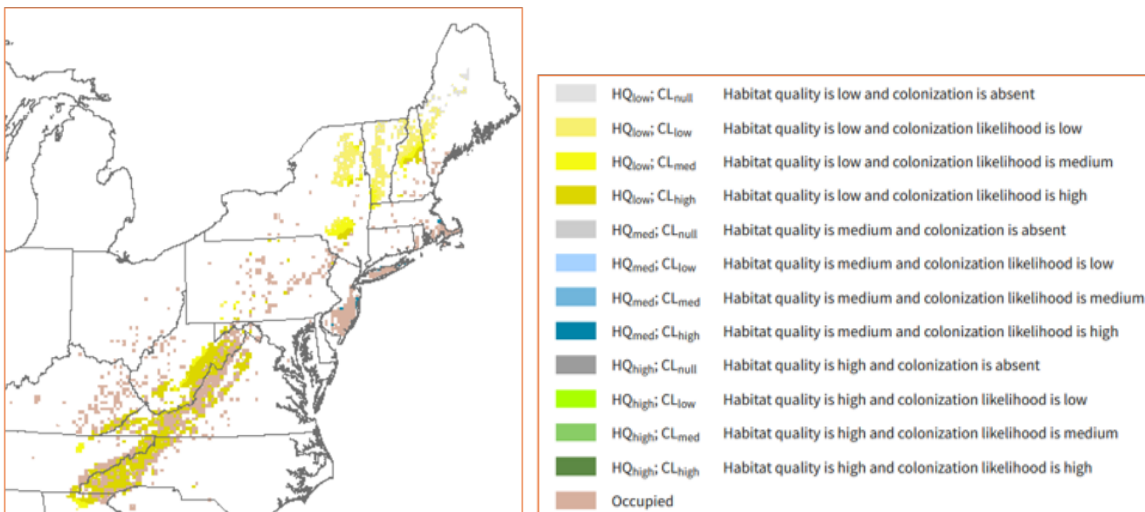 HQlow; CLnull Habitat quality is low and colonization is absent
HQlow; CLlow Habitat quality is low and colonization likelihood is low
HQlow; CLmed Habitat quality is low and colonization likelihood is medium
HQlow; CLhigh Habitat quality is low and colonization likelihood is high
HQmed; CLnull Habitat quality is medium and colonization is absent
HQmed; CLlow Habitat quality is medium and colonization likelihood is low
HQmed; CLmed Habitat quality is medium and colonization likelihood is medium
HQmed; CLhigh Habitat quality is medium and colonization likelihood is high
HQhigh; CLnull Habitat quality is high and colonization is absent
HQhigh; CLlow Habitat quality is high and colonization likelihood is low
HQhigh; CLmed Habitat quality is high and colonization likelihood is medium
HQhigh; CLhigh Habitat quality is high and colonization likelihood is high
Occupied